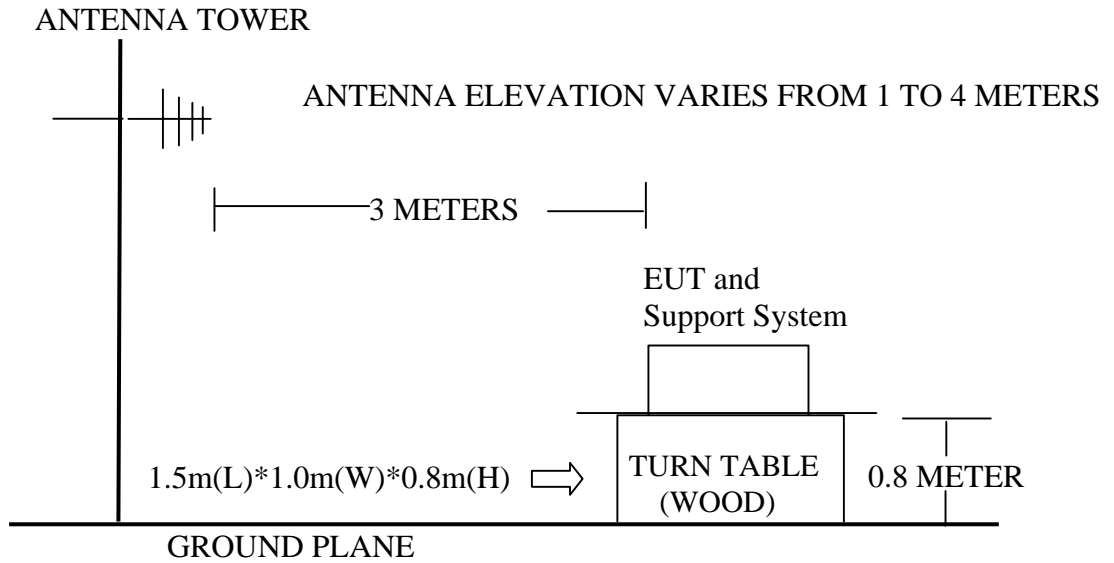 ANTENNA TOWER
ANTENNA ELEVATION VARIES FROM 1 TO 4 METERS
3 METERS
EUT and
Support System
1.5m(L)*1.0m(W)*0.8m(H)
TURN TABLE
(WOOD)
0.8 METER
GROUND PLANE